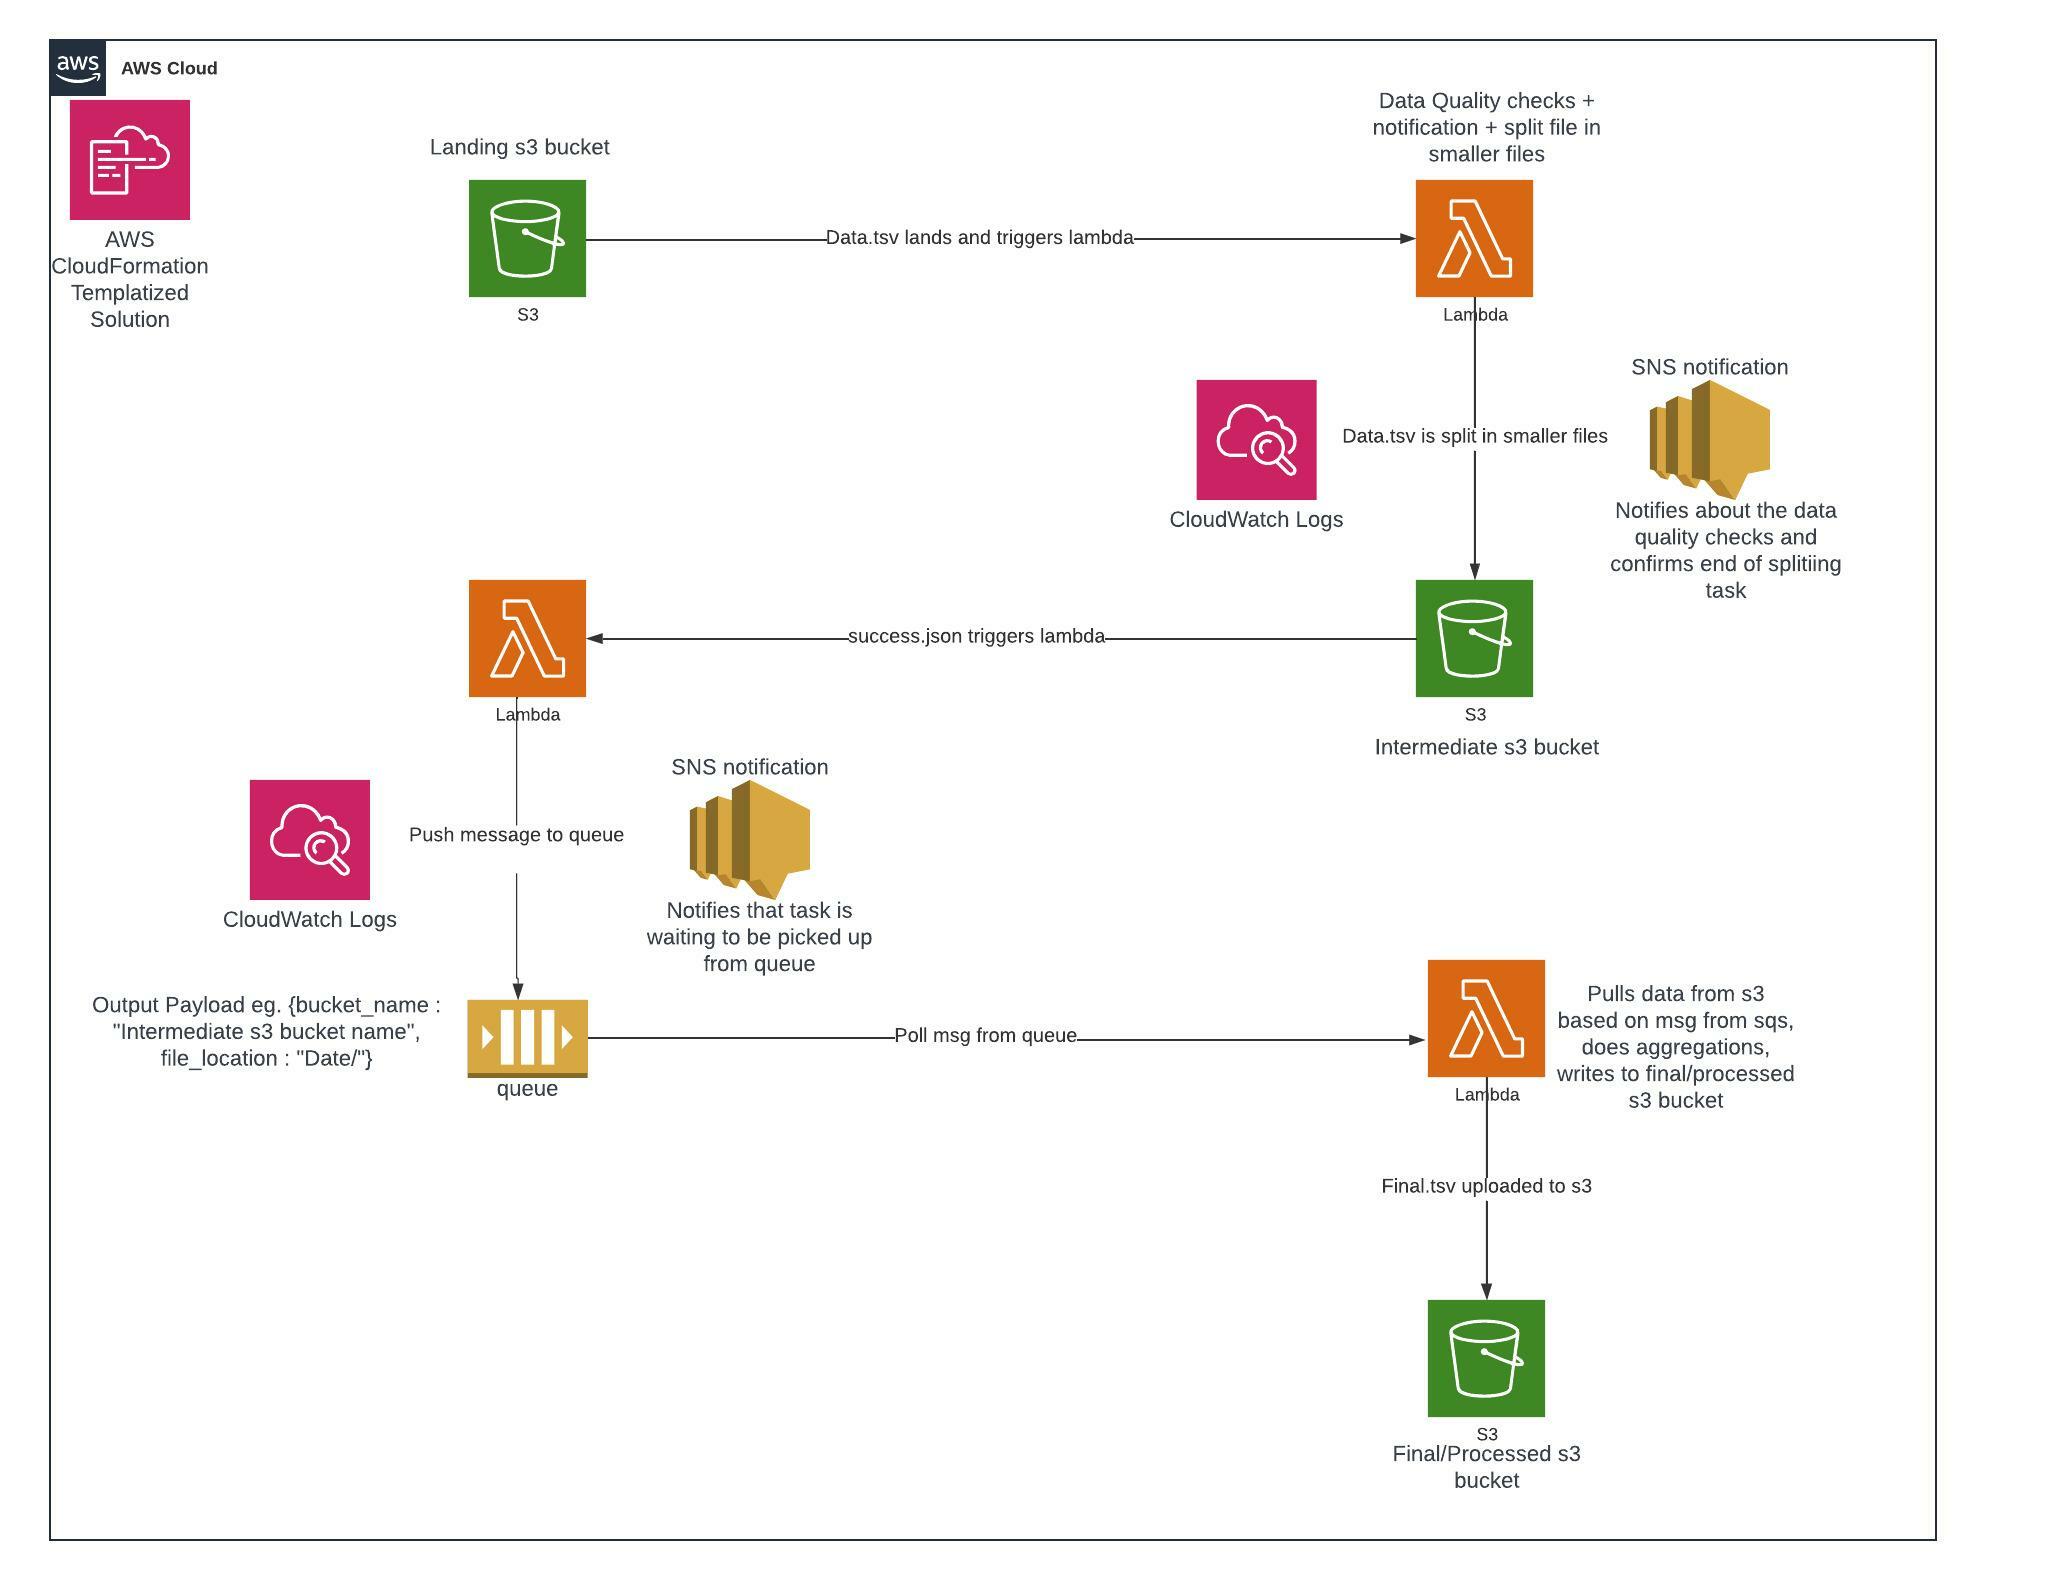 aws
AWS Cloud
AWS
CloudFormation
Templatized
Solution
Landing s3 bucket
S3
Data.tsv lands and triggers lambda
Data Quality checks +
notification + split file in
smaller files
Lambda
CloudWatch Logs
Data.tsv is split in smaller files
SNS notification
Notifies about the data
quality checks and
confirms end of splitiing
task
S3
Intermediate s3 bucket
success.json triggers lambda
Lambda
CloudWatch Logs
Push message to queue
SNS notification
Notifies that task is
waiting to be picked up
from queue
Output Payload eg. {bucket_name :
"Intermediate s3 bucket name",
file_location : "Date/"}
queue
Poll msg from queue
Lambda
Pulls data from s3
based on msg from sqs,
does aggregations,
writes to final/processed
s3 bucket
Final.tsv uploaded to s3
S3
Final/Processed s3
bucket